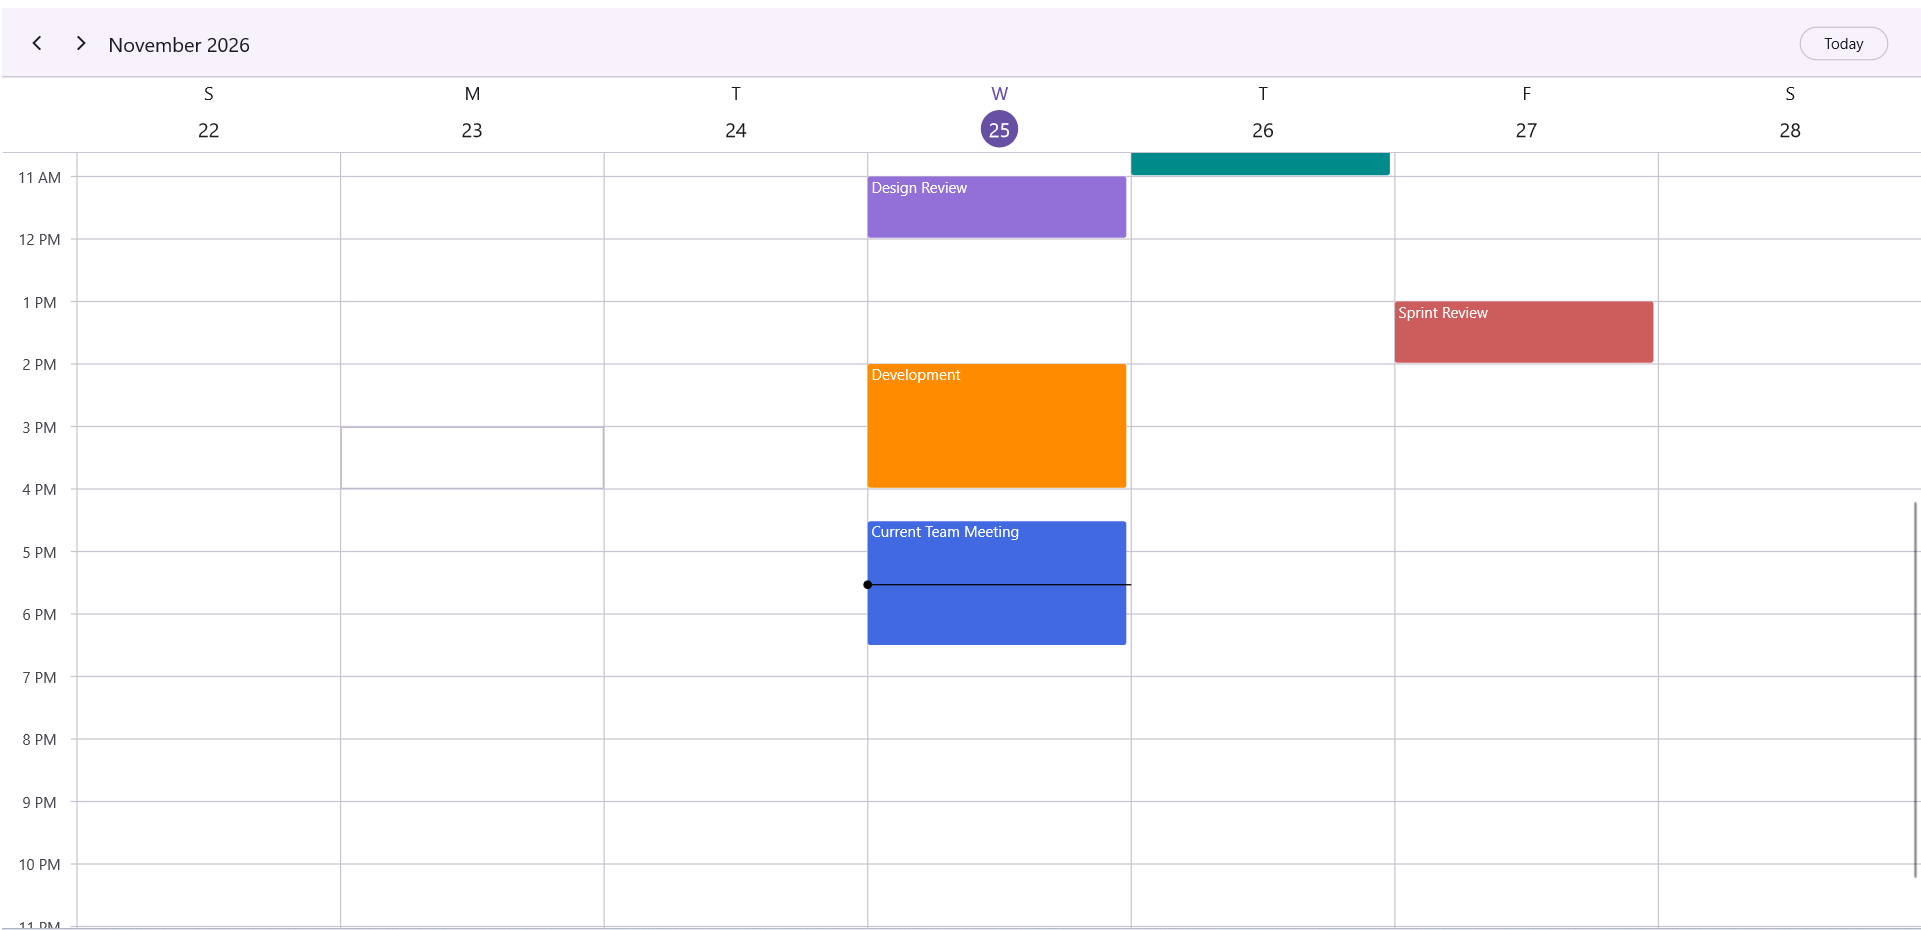 November 2026
Today
S M T W T F S
22 23 24 25 26 27 28
11 AM
Design Review
12 PM
1 PM
Sprint Review
2 PM
Development
3 PM
4 PM
Current Team Meeting
5 PM
6 PM
7 PM
8 PM
9 PM
10 PM
11 PM